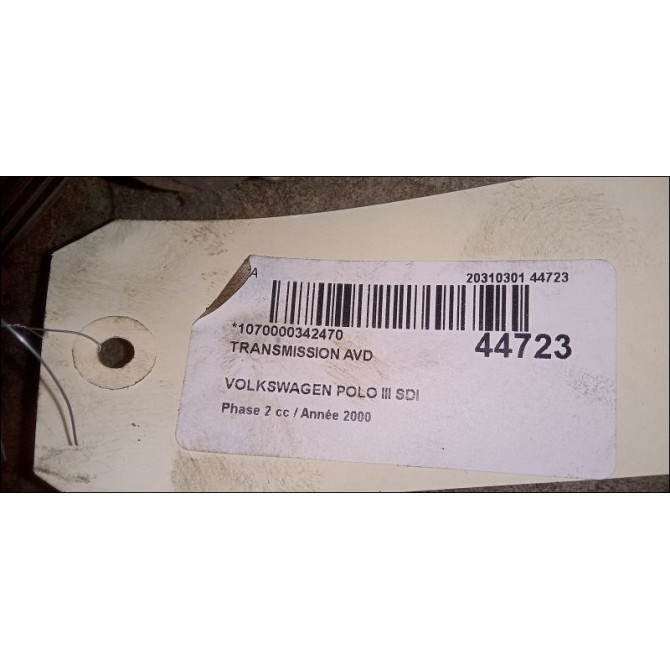 A 20310301 44723
*1070000342470
44723
TRANSMISSION AVD
VOLKSWAGEN POLO III SDI
Phase 2 cc / Année 2000